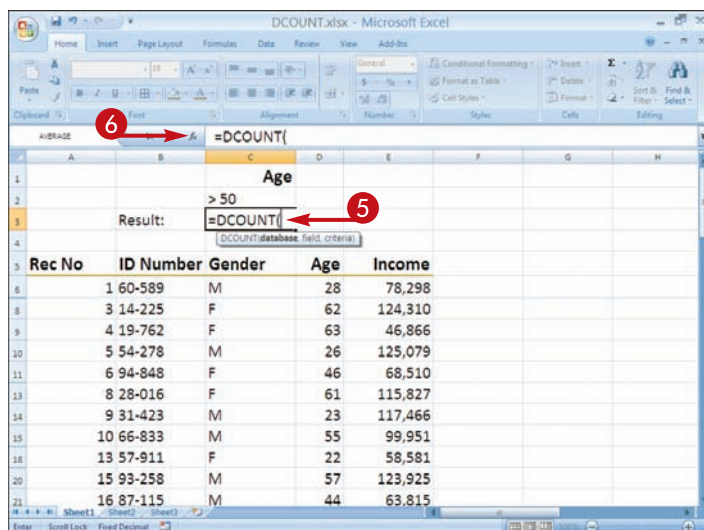 DCOUNT.xlsx - Microsoft Excel
Home Insert Page Layout Formulas Data Review View Add-Ins
General
Conditional Formatting Insert Σ
Paste
B I U A $ % , Format as Table Delete Sort & Find &
Cell Styles Format Filter Select
Clipboard Font Alignment Number Styles Cells Editing
6
AVERAGE fx =DCOUNT(
A B C D E F G H
1 Age
2 > 50
5
3 Result: =DCOUNT(
4 DCOUNT(database, field, criteria)
5 Rec No ID Number Gender Age Income
6 1 60-589 M 28 78,298
8 3 14-225 F 62 124,310
9 4 19-762 F 63 46,866
10 5 54-278 M 26 125,079
11 6 94-848 F 46 68,510
13 8 28-016 F 61 115,827
14 9 31-423 M 23 117,466
15 10 66-833 M 55 99,951
18 13 57-911 F 22 58,581
20 15 93-258 M 57 123,925
21 16 87-115 M 44 63,815
Sheet1 Sheet2 Sheet3
Enter Scroll Lock Fixed Decimal 100%